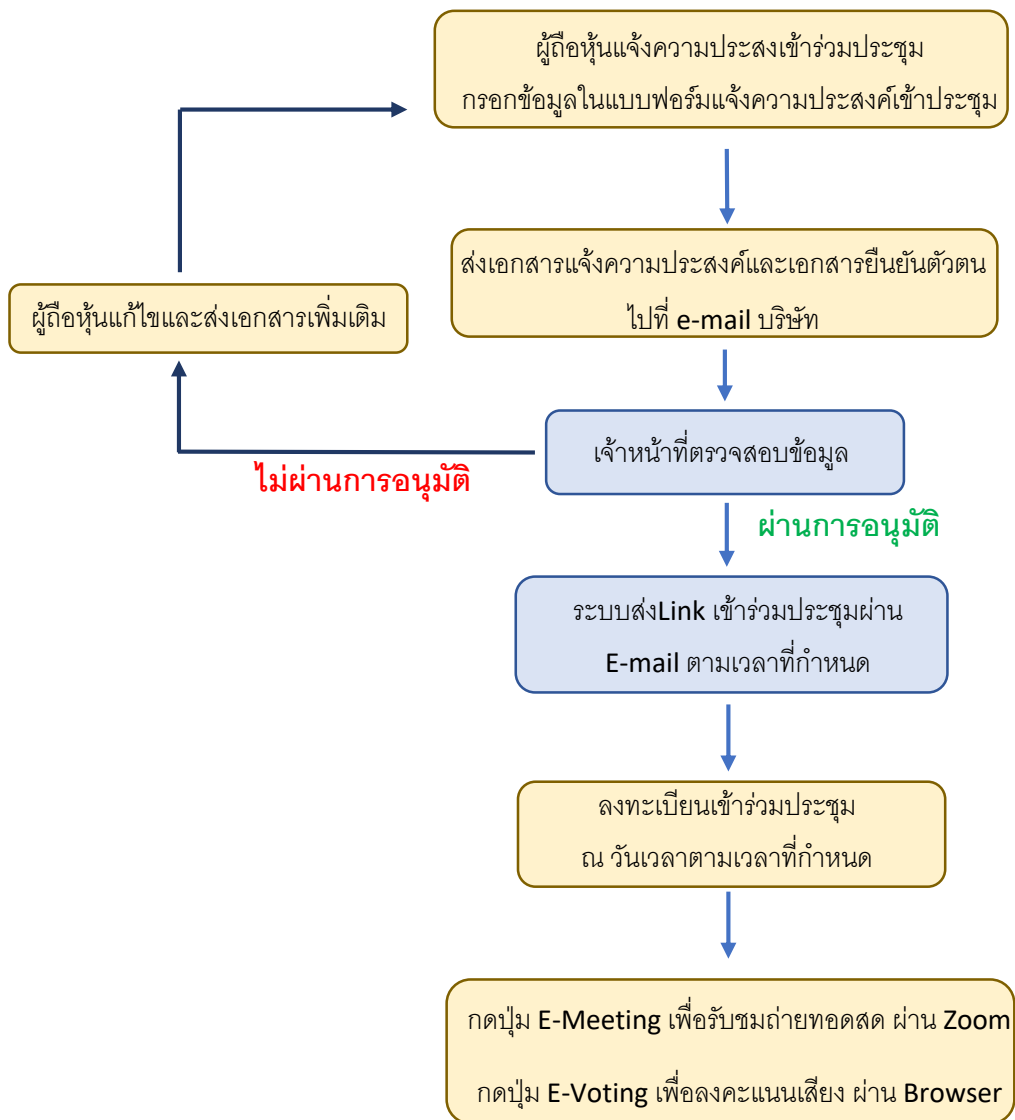 ผู้ถือหุ้นแจ้งความประสงเข้าร่วมประชุม
กรอกข้อมูลในแบบฟอร์มแจ้งความประสงค์เข้าประชุม
ส่งเอกสารแจ้งความประสงค์และเอกสารยืนยันตัวตน
ไปที่ e-mail บริษัท
ผู้ถือหุ้นแก้ไขและส่งเอกสารเพิ่มเติม
เจ้าหน้าที่ตรวจสอบข้อมูล
ไม่ผ่านการอนุมัติ
ผ่านการอนุมัติ
ระบบส่งLink เข้าร่วมประชุมผ่าน
E-mail ตามเวลาที่กำหนด
ลงทะเบียนเข้าร่วมประชุม
ณ วันเวลาตามเวลาที่กำหนด
กดปุ่ม E-Meeting เพื่อรับชมถ่ายทอดสด ผ่าน Zoom
กดปุ่ม E-Voting เพื่อลงคะแนนเสียง ผ่าน Browser